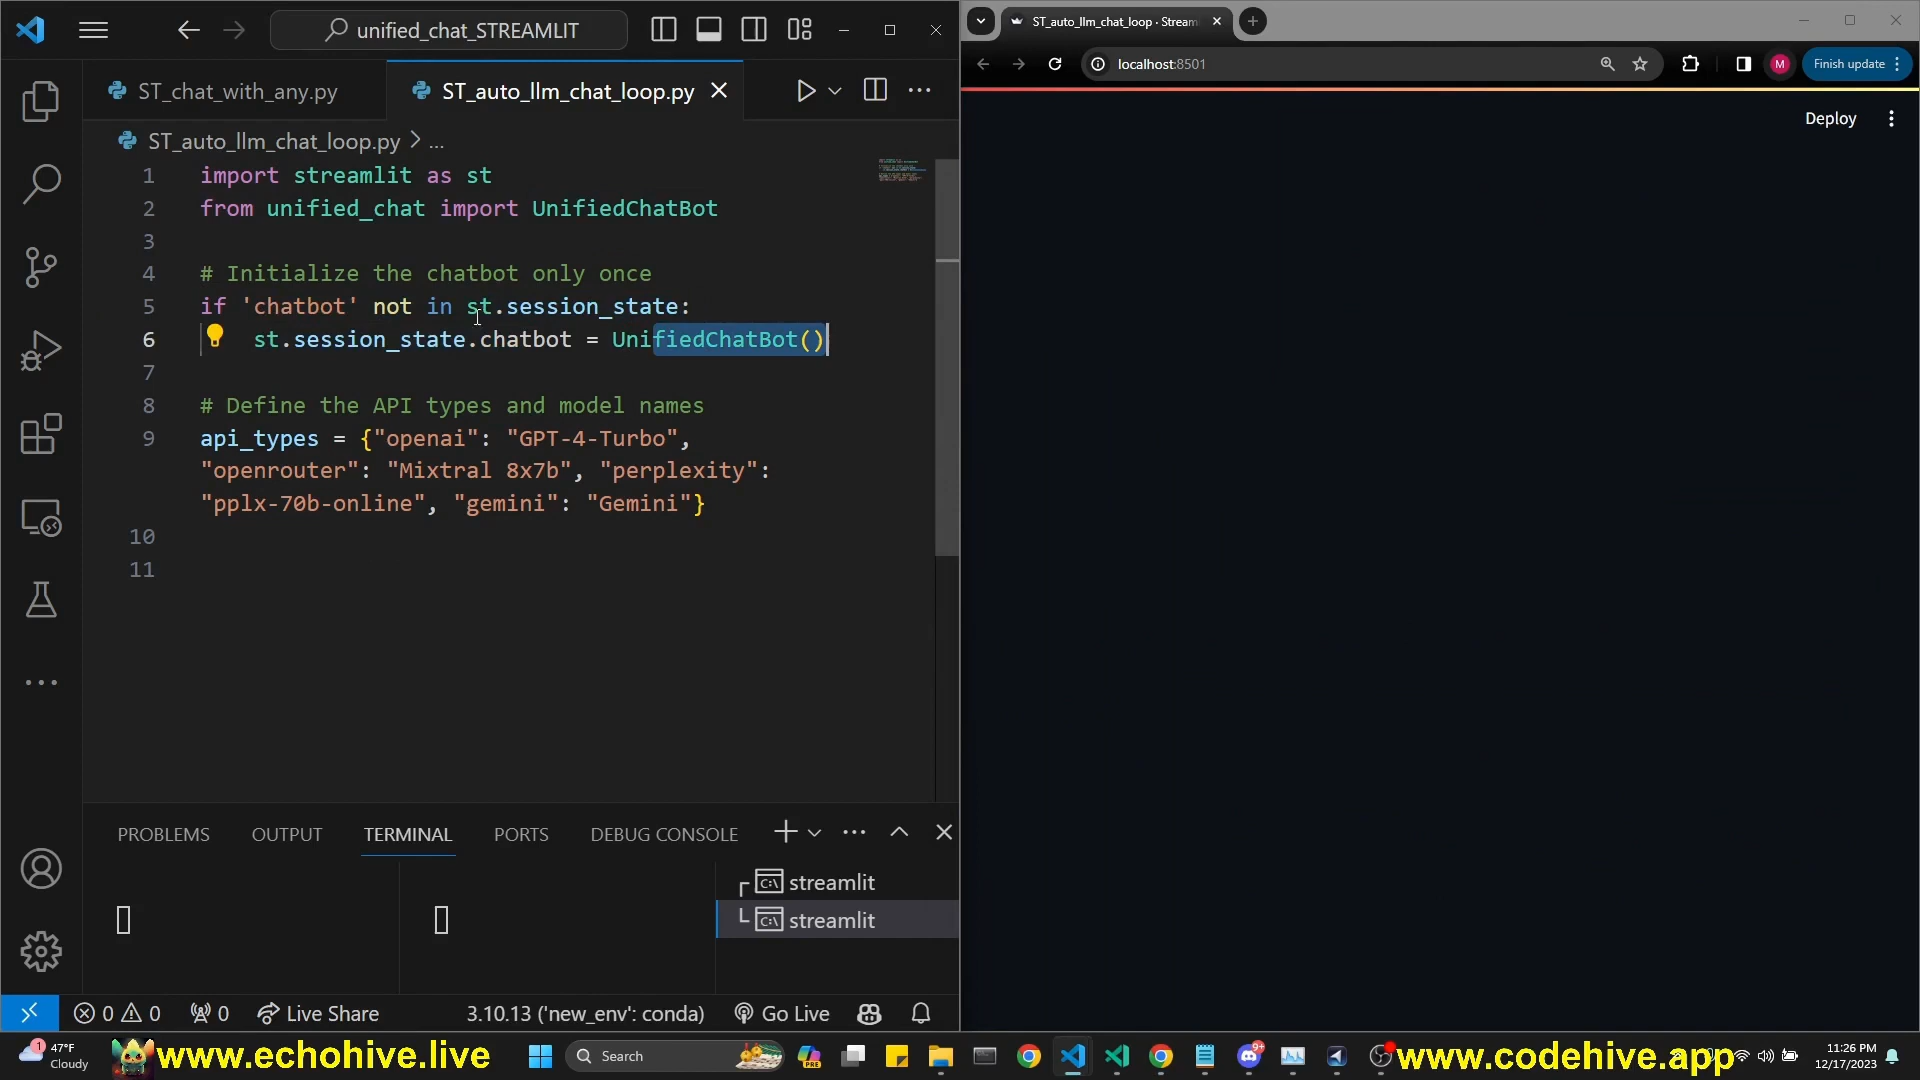 unified_chat_STREAMLIT
ST_chat_with_any.py
ST_auto_llm_chat_loop.py
ST_auto_llm_chat_loop.py > ...
1 import streamlit as st
2 from unified_chat import UnifiedChatBot
3
4 # Initialize the chatbot only once
5 if 'chatbot' not in st.session_state:
6 st.session_state.chatbot = UnifiedChatBot()
7
8 # Define the API types and model names
9 api_types = {"openai": "GPT-4-Turbo",
"openrouter": "Mixtral 8x7b", "perplexity":
"pplx-70b-online", "gemini": "Gemini"}
10
11
PROBLEMS OUTPUT TERMINAL PORTS DEBUG CONSOLE
streamlit
streamlit
0 0 0 Live Share 3.10.13 ('new_env': conda) Go Live
ST_auto_llm_chat_loop · Stream
localhost:8501
M
Finish update
Deploy
1
47°F
Cloudy
www.echohive.live
Search
PRE
9+
www.codehive.app
11:26 PM
12/17/2023